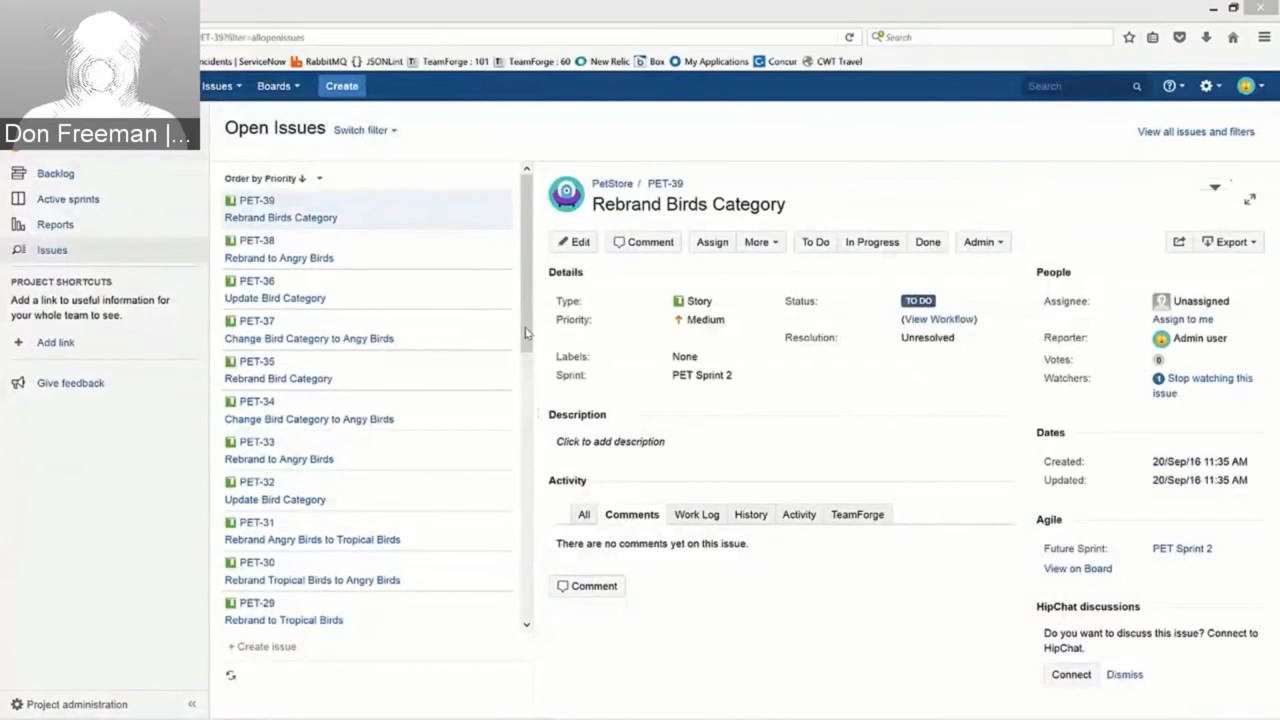 PET-39?filter=allopenissues
Search
ncidents | ServiceNow RabbitMQ JSONLint TeamForge : 101 TeamForge : 60 New Relic Box My Applications Concur CWT Travel
Issues Boards Create Search
Don Freeman |...
Open Issues Switch filter
View all issues and filters
Backlog
Active sprints
Reports
Issues
PROJECT SHORTCUTS
Add a link to useful information for
your whole team to see.
+ Add link
Give feedback
Project administration
Order by Priority
PET-39
Rebrand Birds Category
PET-38
Rebrand to Angry Birds
PET-36
Update Bird Category
PET-37
Change Bird Category to Angry Birds
PET-35
Rebrand Bird Category
PET-34
Change Bird Category to Angy Birds
PET-33
Rebrand to Angry Birds
PET-32
Update Bird Category
PET-31
Rebrand Angry Birds to Tropical Birds
PET-30
Rebrand Tropical Birds to Angry Birds
PET-29
Rebrand to Tropical Birds
+ Create issue
PetStore / PET-39
Rebrand Birds Category
Edit Comment Assign More To Do In Progress Done Admin Export
Details
Type: Story
Status: TO DO
Priority: Medium
(View Workflow)
Resolution: Unresolved
Labels: None
Sprint: PET Sprint 2
Description
Click to add description
Activity
All Comments Work Log History Activity TeamForge
There are no comments yet on this issue.
Comment
People
Assignee: Unassigned
Assign to me
Reporter: Admin user
Votes: 0
Watchers: 1 Stop watching this
issue
Dates
Created: 20/Sep/16 11:35 AM
Updated: 20/Sep/16 11:35 AM
Agile
Future Sprint: PET Sprint 2
View on Board
HipChat discussions
Do you want to discuss this issue? Connect to
HipChat.
Connect Dismiss